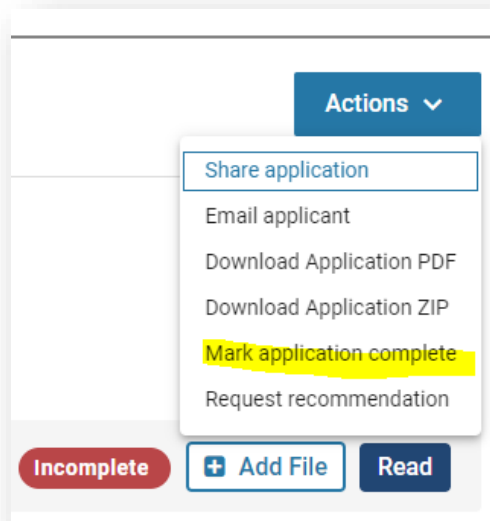 Actions
Share application
Email applicant
Download Application PDF
Download Application ZIP
Mark application complete
Request recommendation
Incomplete Add File Read